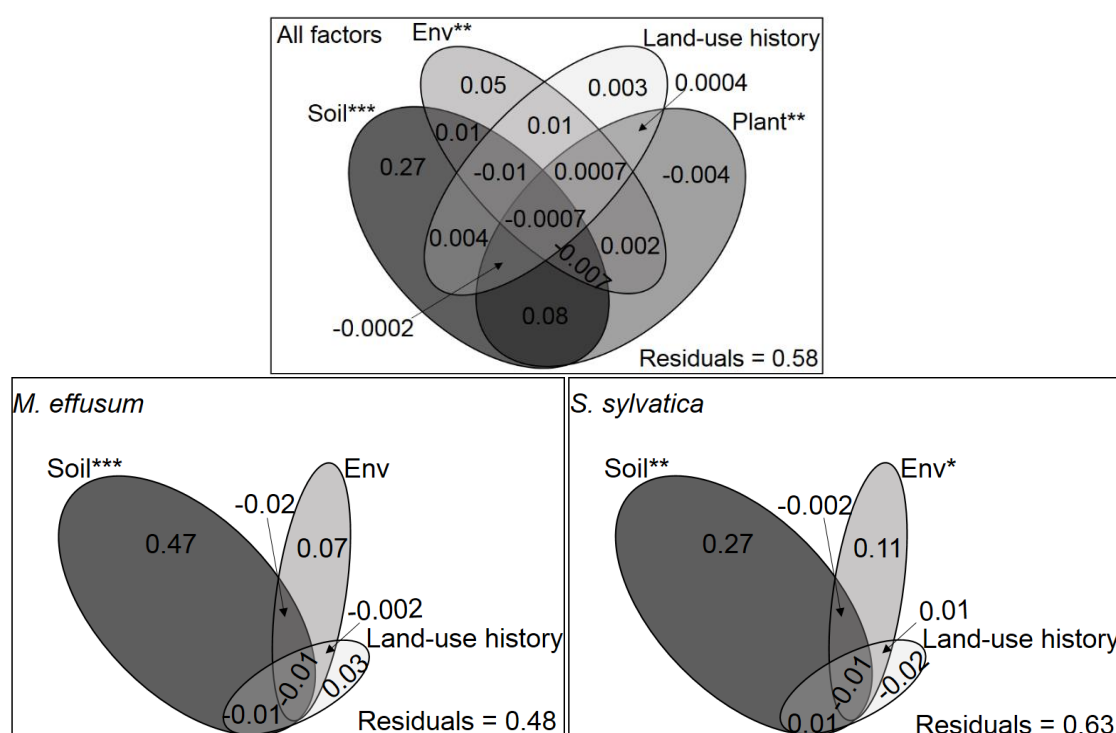 All factors
Env**
Land-use history
0.05
0.003
0.0004
Soil***
Plant**
0.01
0.01
0.27
-0.01
0.0007
-0.004
-0.0007
0.004
0.002
-0.007
-0.0002
0.08
Residuals = 0.58
M. effusum
Soil***
Env
-0.02
0.47
0.07
-0.002
Land-use history
-0.01
0.03
-0.01
Residuals = 0.48
S. sylvatica
Soil**
Env*
-0.002
0.27
0.11
0.01
Land-use history
-0.01
-0.02
0.01
Residuals = 0.63